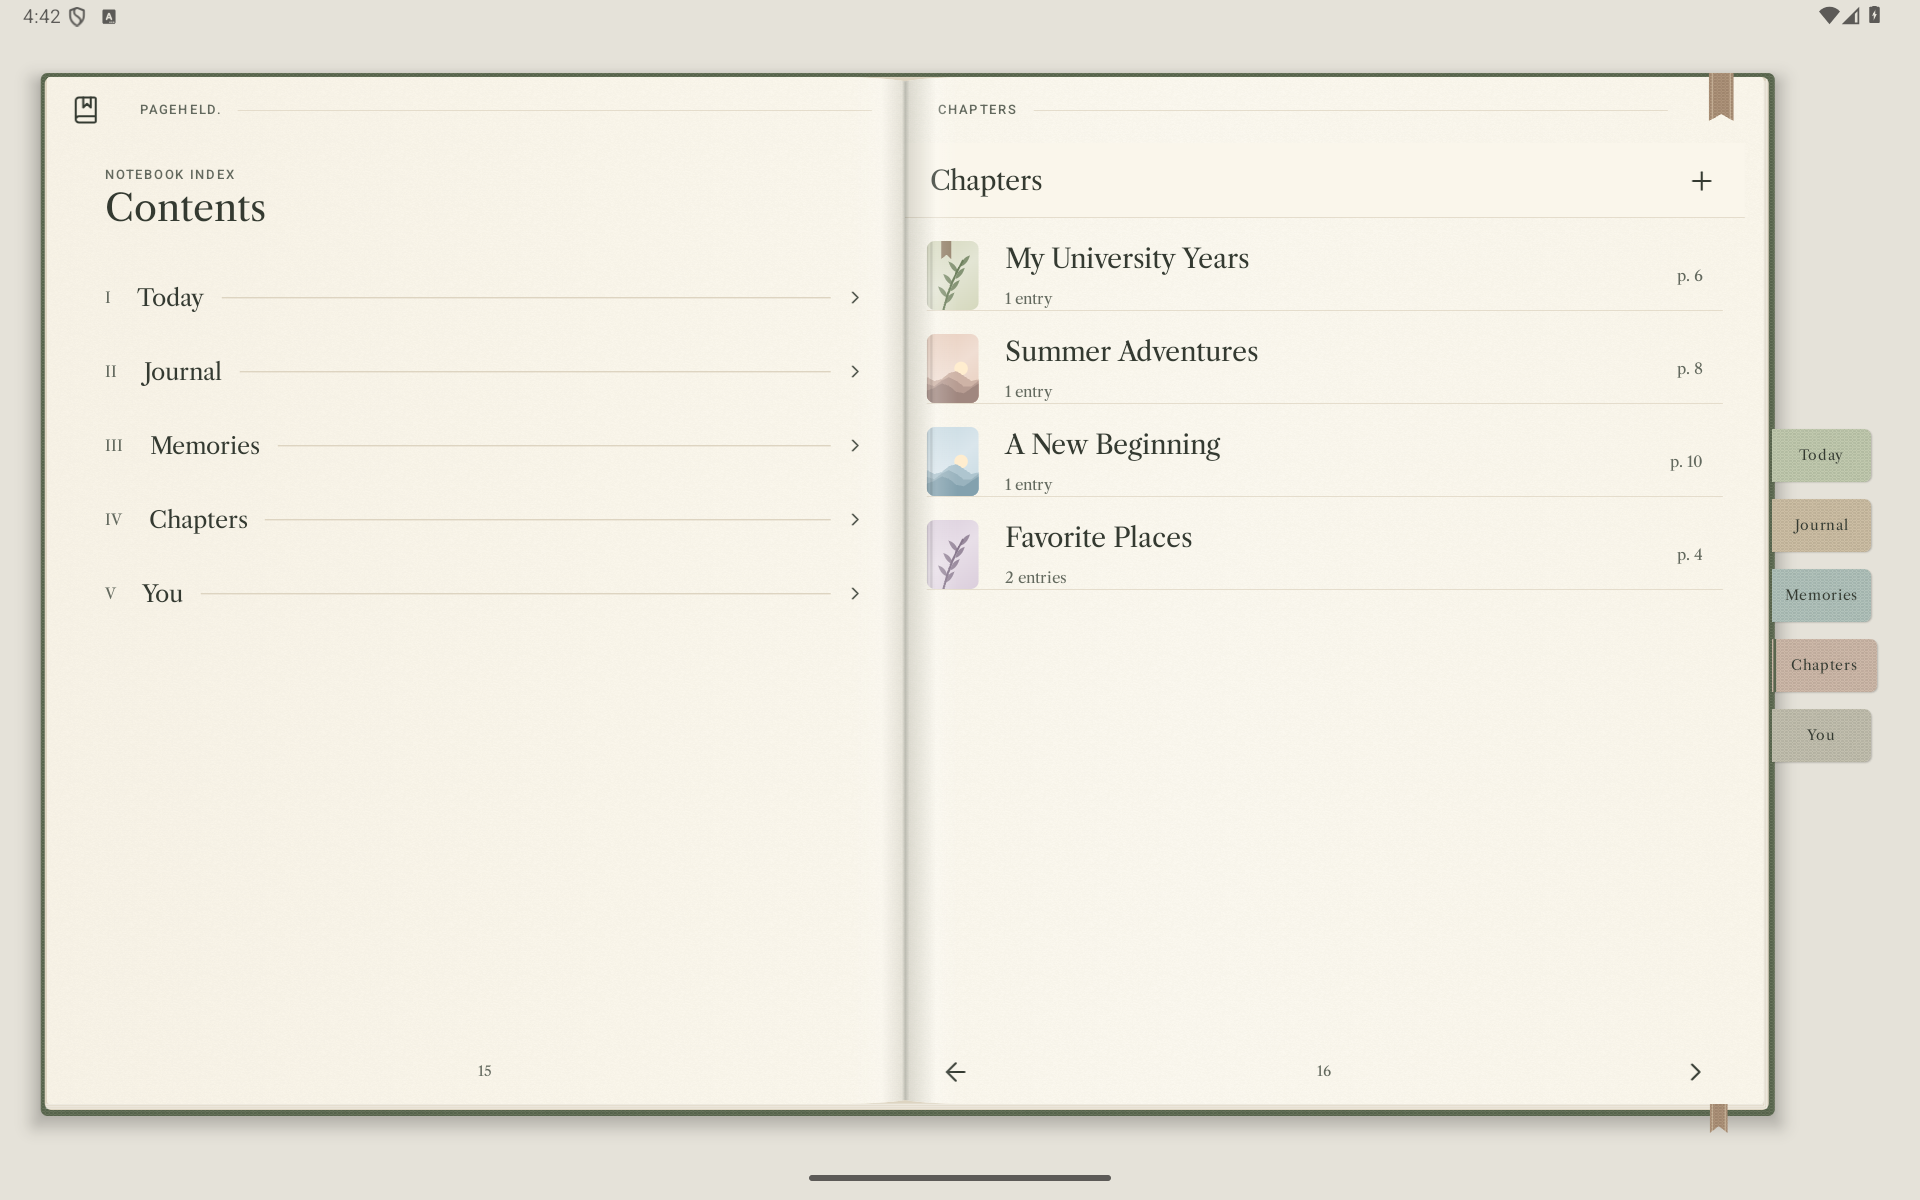 4:42
A
PAGEHELD.
NOTEBOOK INDEX
Contents
I Today
II Journal
III Memories
IV Chapters
V You
15
CHAPTERS
Chapters
My University Years
1 entry
p. 6
Summer Adventures
1 entry
p. 8
A New Beginning
1 entry
p. 10
Favorite Places
2 entries
p. 4
16
Today
Journal
Memories
Chapters
You